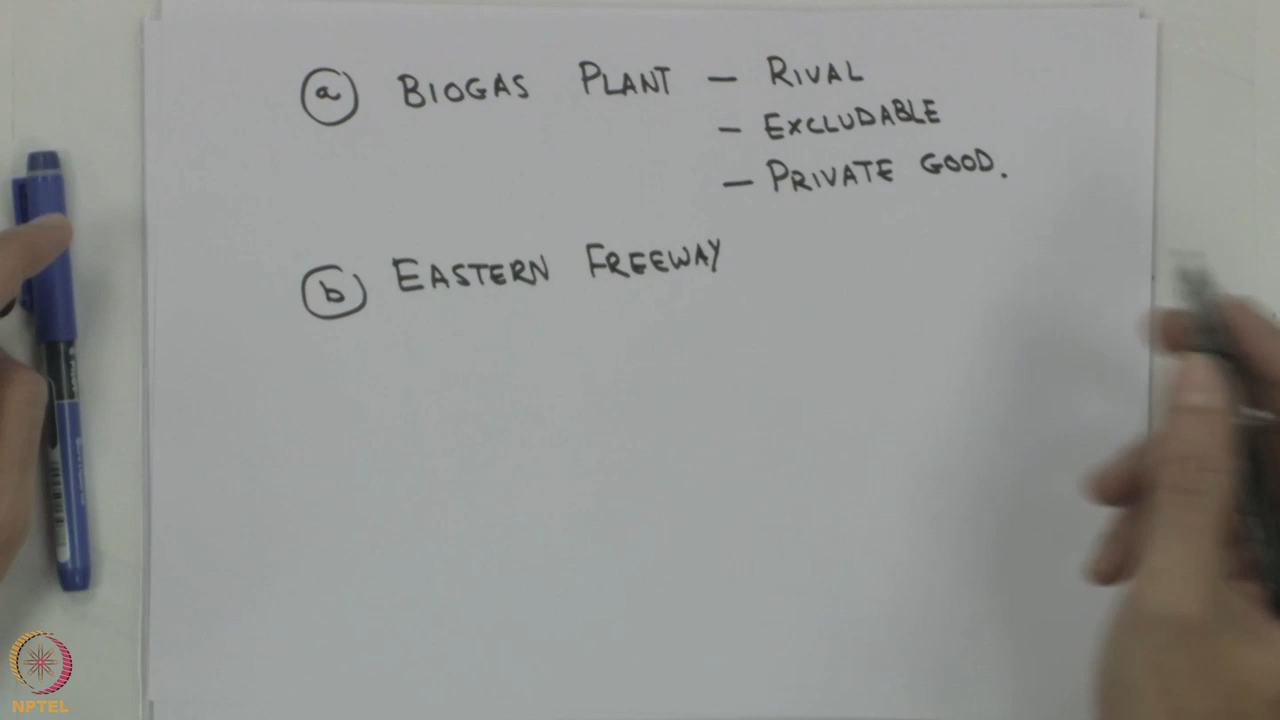 a BIOGAS PLANT — RIVAL
— EXCLUDABLE
— PRIVATE GOOD.
b EASTERN FREEWAY
NPTEL